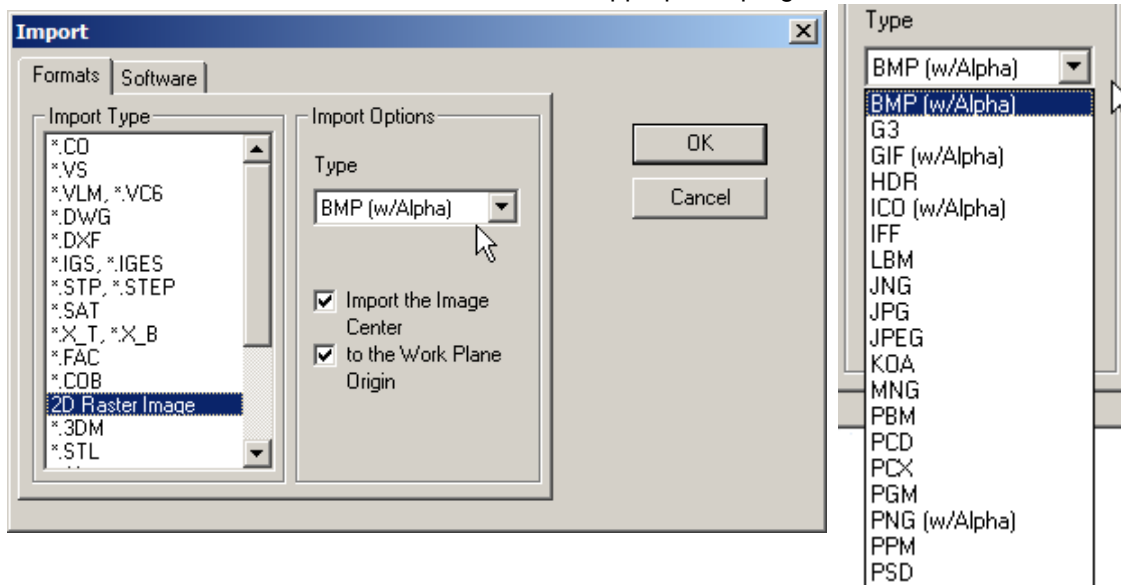 Import
Formats
Software
Import Type
*.CO
*.VS
*.VLM, *.VC6
*.DWG
*.DXF
*.IGS, *.IGES
*.STP, *.STEP
*.SAT
*.X_T, *.X_B
*.FAC
*.COB
2D Raster Image
*.3DM
*.STL
Import Options
Type
BMP (w/Alpha)
Import the Image
Center
to the Work Plane
Origin
OK
Cancel
Type
BMP (w/Alpha)
BMP (w/Alpha)
G3
GIF (w/Alpha)
HDR
ICO (w/Alpha)
IFF
LBM
JNG
JPG
JPEG
KOA
MNG
PBM
PCD
PCX
PGM
PNG (w/Alpha)
PPM
PSD